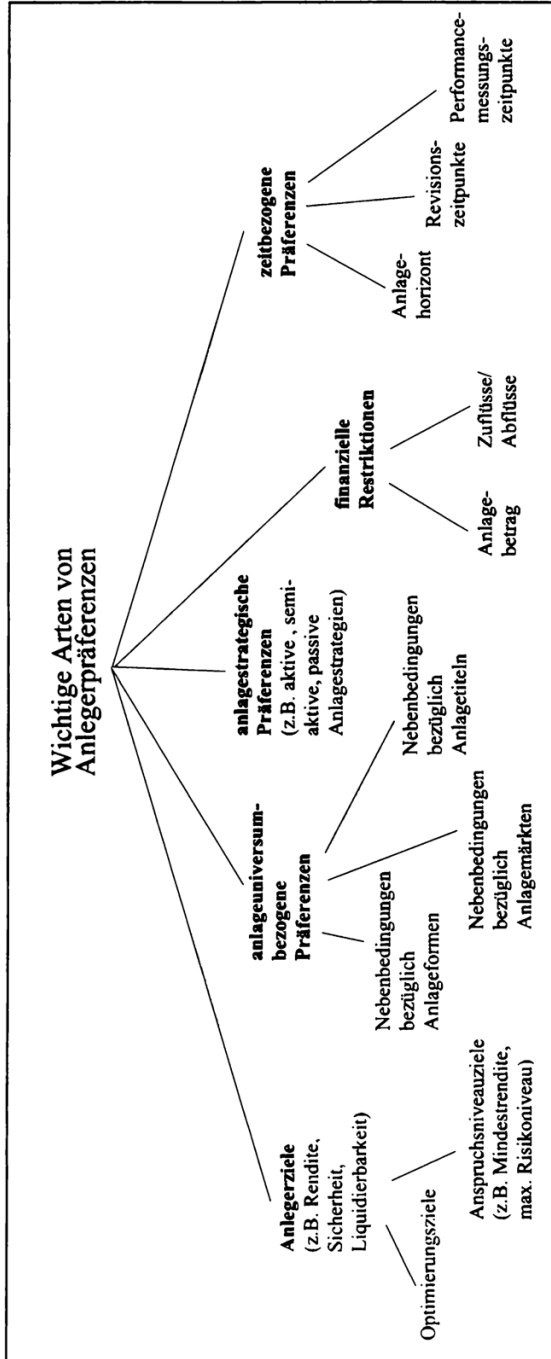 Wichtige Arten von
Anlegerpräferenzen
Anlegerziele
(z.B. Rendite,
Sicherheit,
Liquidierbarkeit)
Optimierungsziele
Anspruchsniveauziele
(z.B. Mindestrendite,
max. Risikoniveau)
anlageuniversum-
bezogene
Präferenzen
Nebenbedingungen
bezüglich
Anlageformen
Nebenbedingungen
bezüglich
Anlagemärkten
Nebenbedingungen
bezüglich
Anlagetiteln
anlagestrategische
Präferenzen
(z.B. aktive , semi-
aktive, passive
Anlagestrategien)
finanzielle
Restriktionen
Anlage-
betrag
Zuflüsse/
Abflüsse
zeitbezogene
Präferenzen
Anlage-
horizont
Revisions-
zeitpunkte
Performance-
messungs-
zeitpunkte